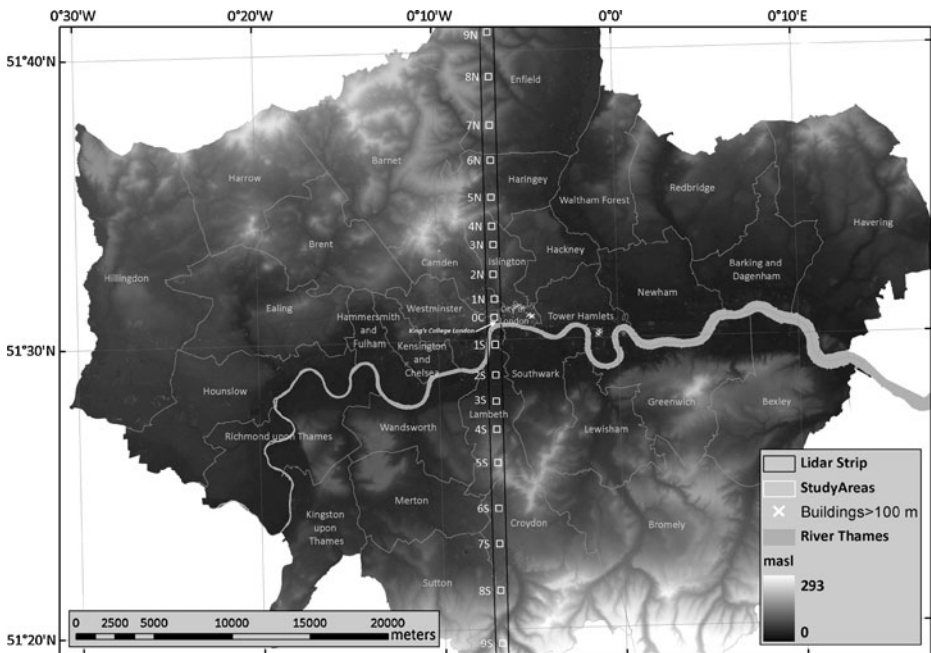 0°30'W 0°20'W 0°10'W 0°0' 0°10'E
51°40'N
51°30'N
51°20'N
9N
8N
Enfield
7N
Barnet
6N
Harrow
Haringey
Redbridge
5N
Waltham Forest
Havering
4N
Brent
3N
Hackney
Camden
Islington
Barking and
Dagenham
Hillingdon
2N
Newham
Ealing
Westminster
1N
London
Tower Hamlets
Hammersmith
and
Fulham
0C
King's College London
Kensington
and
Chelsea
1S
Hounslow
2S
Southwark
Greenwich
Bexley
3S
Lambeth
Richmond upon Thames
Wandsworth
4S
Lewisham
5S
Merton
Kingston
upon
Thames
6S
Croydon
Bromely
7S
Sutton
8S
9S
Lidar Strip
StudyAreas
Buildings>100 m
River Thames
masl
293
0
0 2500 5000 10000 15000 20000
meters